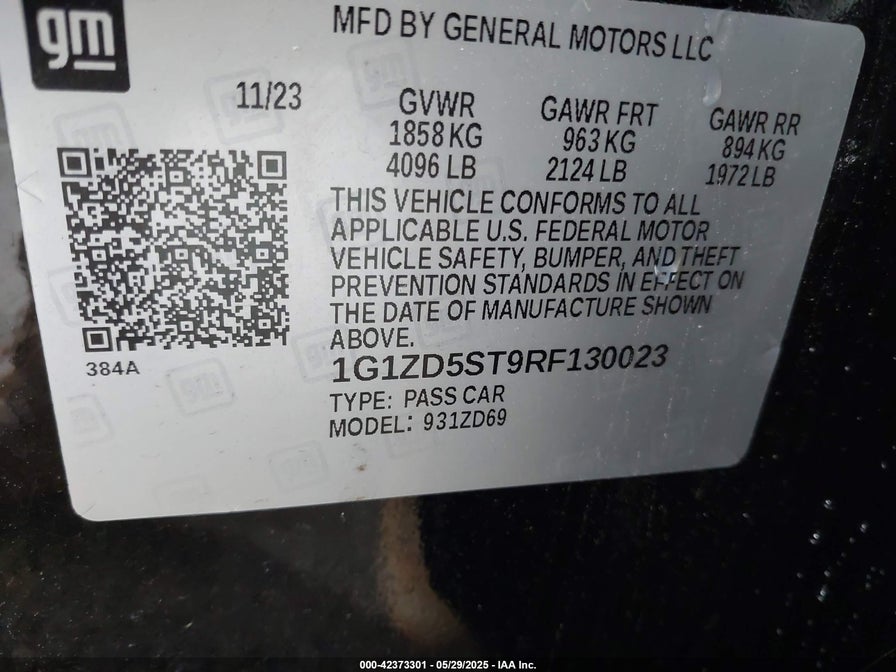 gm
MFD BY GENERAL MOTORS LLC
11/23
GVWR
1858 KG
4096 LB
GAWR FRT
963 KG
2124 LB
GAWR RR
894 KG
1972 LB
THIS VEHICLE CONFORMS TO ALL
APPLICABLE U.S. FEDERAL MOTOR
VEHICLE SAFETY, BUMPER, AND THEFT
PREVENTION STANDARDS IN EFFECT ON
THE DATE OF MANUFACTURE SHOWN
ABOVE.
384A
1G1ZD5ST9RF130023
TYPE: PASS CAR
MODEL: 931ZD69
000-42373301 - 05/29/2025 - IAA Inc.